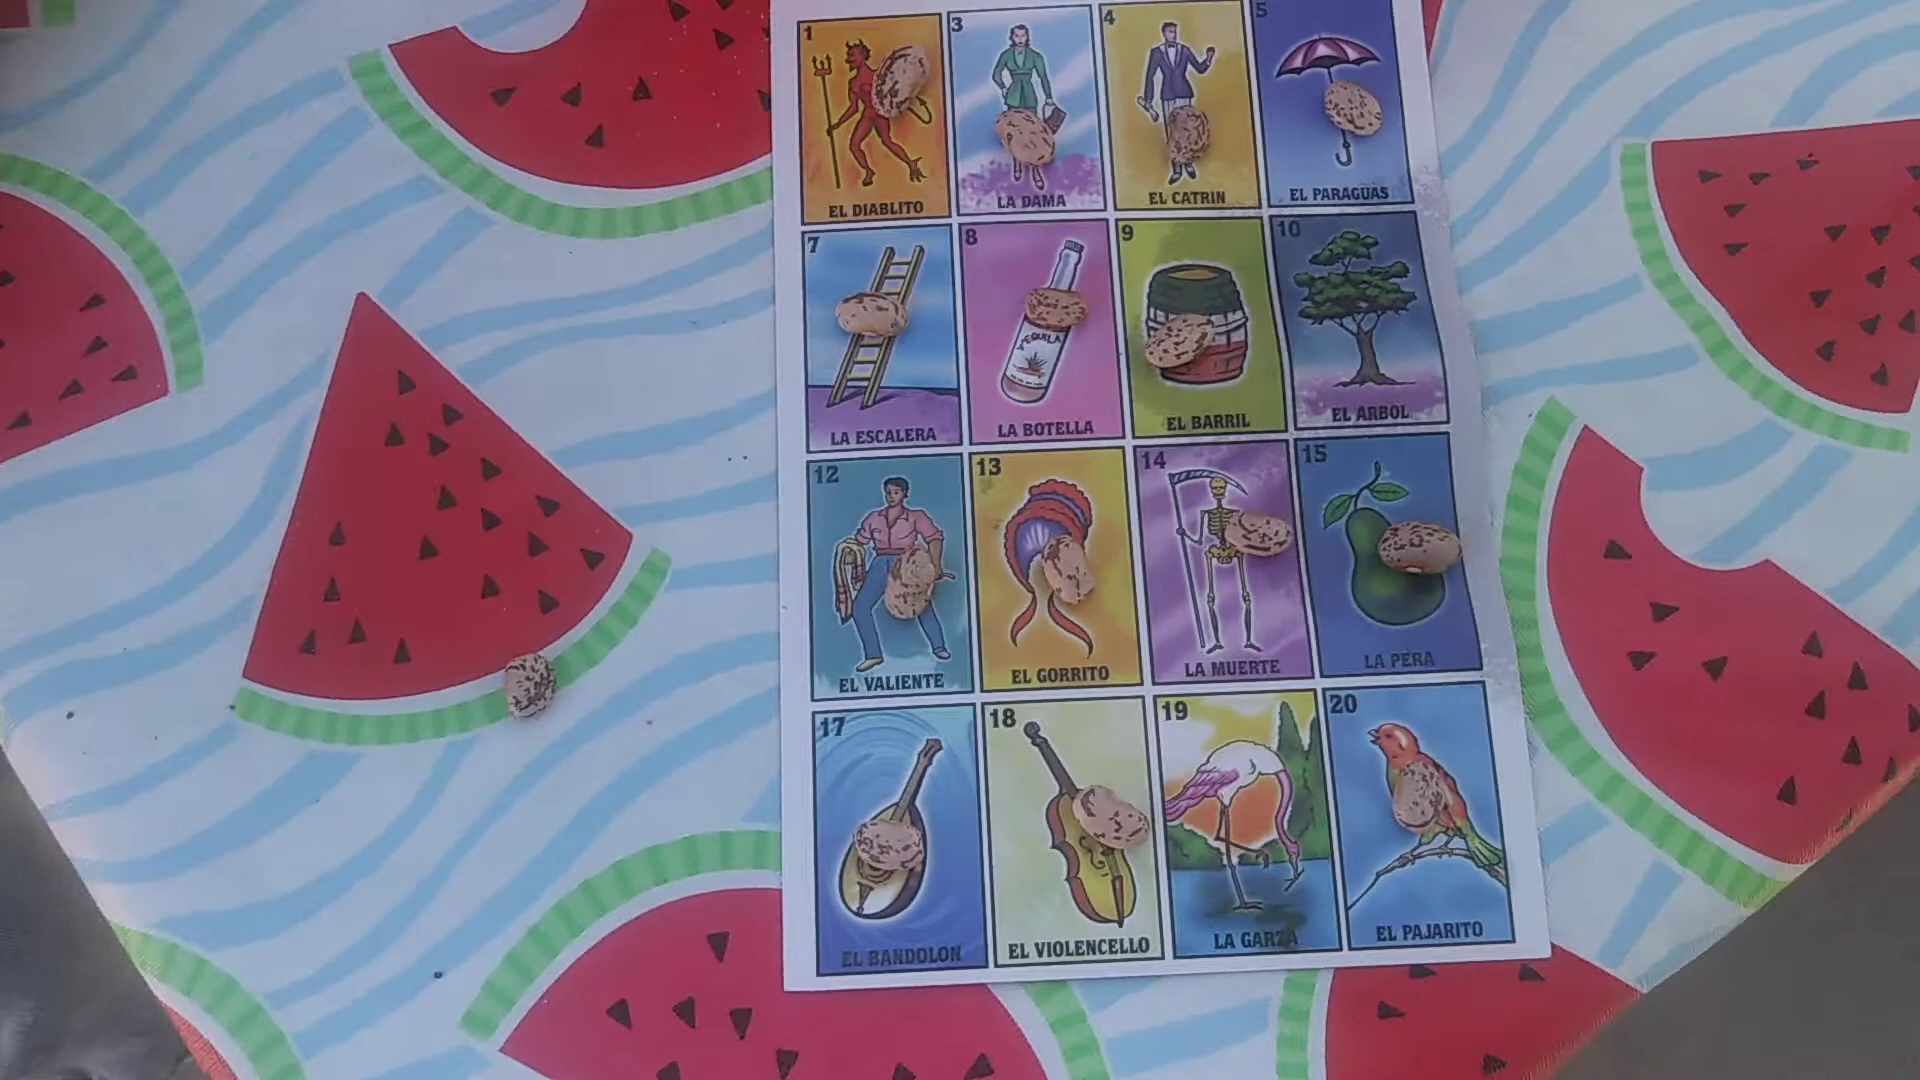 1
EL DIABLITO
3
LA DAMA
4
EL CATRIN
5
EL PARAGUAS
7
LA ESCALERA
8
TEQUILA
LA BOTELLA
9
EL BARRIL
10
EL ARBOL
12
EL VALIENTE
13
EL GORRITO
14
LA MUERTE
15
LA PERA
17
EL BANDOLON
18
EL VIOLENCELLO
19
LA GARZA
20
EL PAJARITO